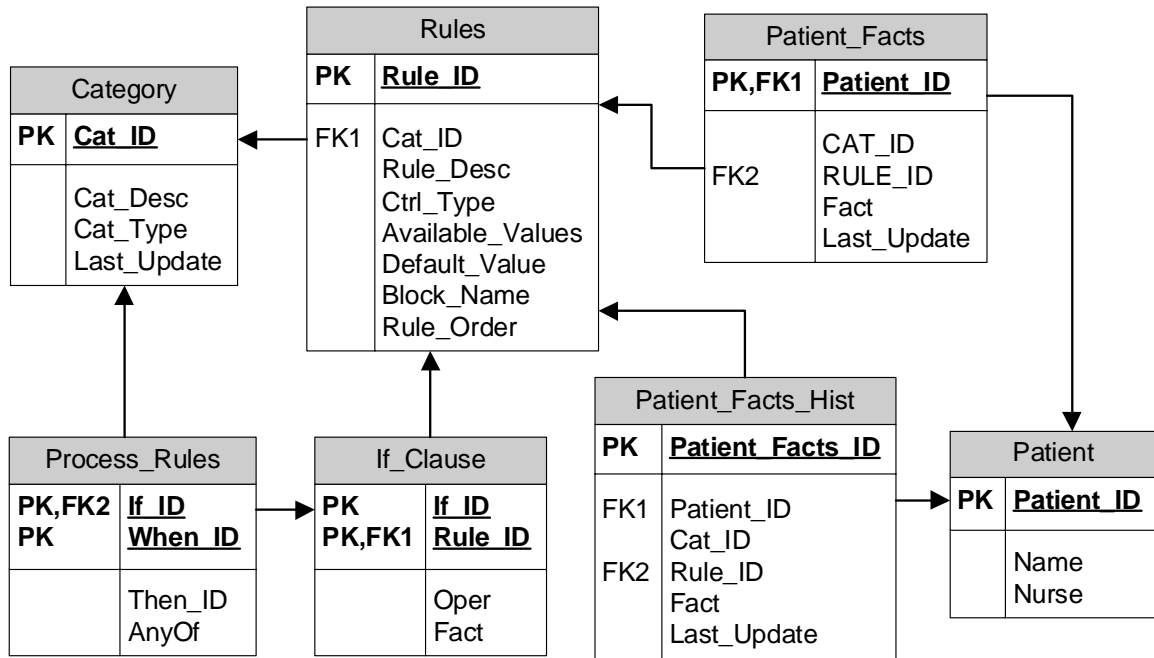 Rules
PK Rule_ID
FK1 Cat_ID
Rule_Desc
Ctrl_Type
Available_Values
Default_Value
Block_Name
Rule_Order
Patient_Facts
PK,FK1 Patient_ID
CAT_ID
FK2 RULE_ID
Fact
Last_Update
Category
PK Cat_ID
Cat_Desc
Cat_Type
Last_Update
Process_Rules
PK,FK2 If_ID
PK When_ID
Then_ID
AnyOf
If_Clause
PK If_ID
PK,FK1 Rule_ID
Oper
Fact
Patient_Facts_Hist
PK Patient_Facts_ID
FK1 Patient_ID
Cat_ID
FK2 Rule_ID
Fact
Last_Update
Patient
PK Patient_ID
Name
Nurse